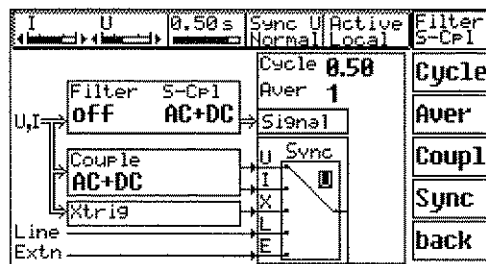 I U 0.50 s Sync U Active Filter
Normal Local S-Cpl
Cycle 0.50
Aver 1
Cycle
Filter S-Cpl
off AC+DC
U,I
Signal
Aver
Couple
AC+DC
Xtrig
Sync
U
I
X
L
E
U
Coupl
Line
Extn
Sync
back